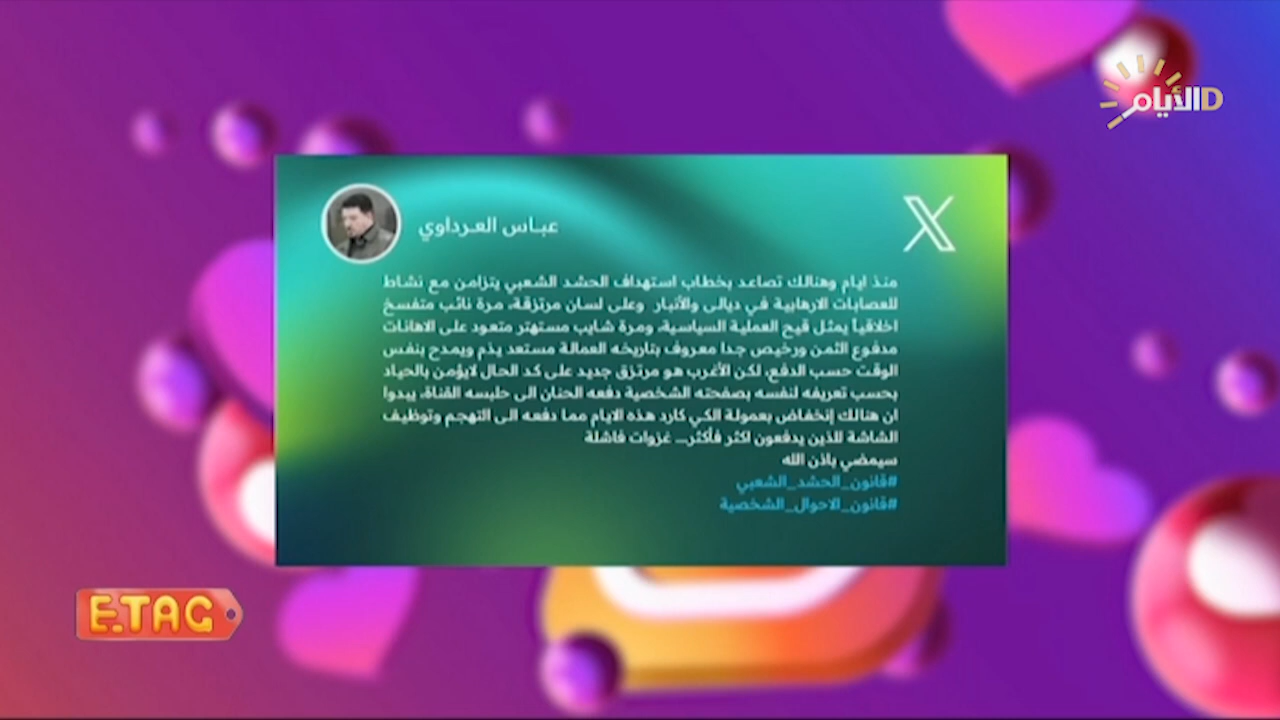 الأيام
عباس العرداوي
منذ ايام وهنالك تصاعد بخطاب استهداف الحشد الشعبي يتزامن مع نشاط
للعصابات الارهابية في ديالى والأنبار وعلى لسان مرتزقة، مرة نائب متفسخ
اخلاقيا يمثل قيح العملية السياسية، ومرة شايب مستهتر متعود على الاهانات
مدفوع الثمن ورخيص جدا معروف بتاريخه العمالة مستعد يذم ويمدح بنفس
الوقت حسب الدفع، لكن الأغرب هو مرتزق جديد على كد الحال لايؤمن بالحياد
بحسب تعريفه لنفسه بصفحته الشخصية دفعه الحنان الى حليسه القناة، يبدوا
ان هنالك إنخفاض بعمولة الكي كارد هذه الايام مما دفعه الى التهجم وتوظيف
الشاشة للذين يدفعون اكثر فأكثر... غزوات فاشلة
سيمضي باذن الله
#قانون_الحشد_الشعبي
#قانون_الاحوال_الشخصية
E.TAG